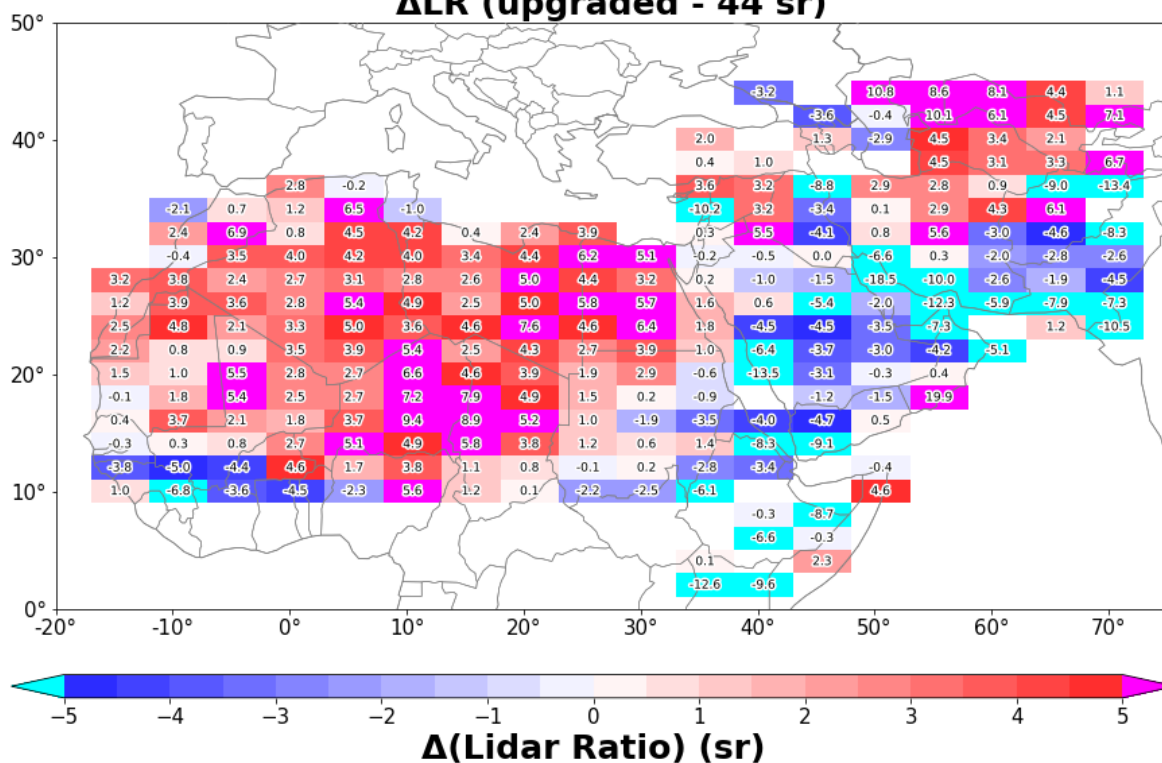 ΔLR (upgraded - 44 sr)
50°
-3.2 10.8 8.6 8.1 4.4 1.1
-3.6 -0.4 10.1 6.1 4.5 7.1
40° 2.0 1.3 -2.9 4.5 3.4 2.1
0.4 1.0 4.5 3.1 3.3 6.7
2.8 -0.2 3.6 3.2 -8.8 2.9 2.8 0.9 -9.0 -13.4
-2.1 0.7 1.2 6.5 -1.0 -10.2 3.2 -3.4 0.1 2.9 4.3 6.1
2.4 6.9 0.8 4.5 4.2 0.4 2.4 3.9 0.3 5.5 -4.1 0.8 5.6 -3.0 -4.6 -8.3
30° -0.4 3.5 4.0 4.2 4.0 3.4 4.4 6.2 5.1 -0.2 -0.5 0.0 -6.6 0.3 -2.0 -2.8 -2.6
3.2 3.8 2.4 2.7 3.1 2.8 2.6 5.0 4.4 3.2 0.2 -1.0 -1.5 -18.5 -10.0 -2.6 -1.9 -4.5
1.2 3.9 3.6 2.8 5.4 4.9 2.5 5.0 5.8 5.7 1.6 0.6 -5.4 -2.0 -12.3 -5.9 -7.9 -7.3
2.5 4.8 2.1 3.3 5.0 3.6 4.6 7.6 4.6 6.4 1.8 -4.5 -4.5 -3.5 -7.3 1.2 -10.5
2.2 0.8 0.9 3.5 3.9 5.4 2.5 4.3 2.7 3.9 1.0 -6.4 -3.7 -3.0 -4.2 -5.1
20° 1.5 1.0 5.5 2.8 2.7 6.6 4.6 3.9 1.9 2.9 -0.6 -13.5 -3.1 -0.3 0.4
-0.1 1.8 5.4 2.5 2.7 7.2 7.9 4.9 1.5 0.2 -0.9 -1.2 -1.5 19.9
0.4 3.7 2.1 1.8 3.7 9.4 8.9 5.2 1.0 -1.9 -3.5 -4.0 -4.7 0.5
-0.3 0.3 0.8 2.7 5.1 4.9 5.8 3.8 1.2 0.6 1.4 -8.3 -9.1
-3.8 -5.0 -4.4 4.6 1.7 3.8 1.1 0.8 -0.1 0.2 -2.8 -3.4 -0.4
10° 1.0 -6.8 -3.6 -4.5 -2.3 5.6 1.2 0.1 -2.2 -2.5 -6.1 4.6
-0.3 -8.7
-6.6 -0.3
0.1 2.3
-12.6 -9.6
0°
-20° -10° 0° 10° 20° 30° 40° 50° 60° 70°
−5 −4 −3 −2 −1 0 1 2 3 4 5
Δ(Lidar Ratio) (sr)